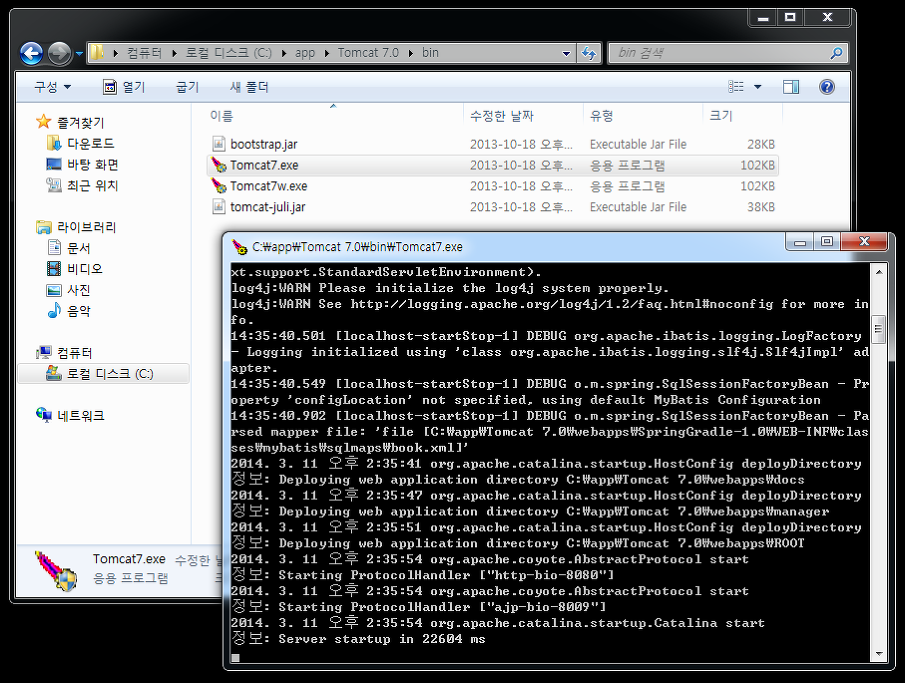 컴퓨터 ▸ 로컬 디스크 (C:) ▸ app ▸ Tomcat 7.0 ▸ bin
bin 검색
구성 열기 굽기 새 폴더
이름 수정한 날짜 유형 크기
즐겨찾기
다운로드
바탕 화면
최근 위치
라이브러리
문서
비디오
사진
음악
컴퓨터
로컬 디스크 (C:)
네트워크
bootstrap.jar 2013-10-18 오후... Executable Jar File 28KB
Tomcat7.exe 2013-10-18 오후... 응용 프로그램 102KB
Tomcat7w.exe 2013-10-18 오후... 응용 프로그램 102KB
tomcat-juli.jar 2013-10-18 오후... Executable Jar File 38KB
Tomcat7.exe 수정한
응용 프로그램
C:₩app₩Tomcat 7.0₩bin₩Tomcat7.exe
xt.support.StandardServletEnvironment).
log4j:WARN Please initialize the log4j system properly.
log4j:WARN See http://logging.apache.org/log4j/1.2/faq.html#noconfig for more in
fo.
14:35:40.501 [localhost-startStop-1] DEBUG org.apache.ibatis.logging.LogFactory
- Logging initialized using 'class org.apache.ibatis.logging.slf4j.Slf4jImpl' ad
apter.
14:35:40.549 [localhost-startStop-1] DEBUG o.m.spring.SqlSessionFactoryBean - Pr
operty 'configLocation' not specified, using default MyBatis Configuration
14:35:40.902 [localhost-startStop-1] DEBUG o.m.spring.SqlSessionFactoryBean - Pa
rsed mapper file: 'file [C:₩app₩Tomcat 7.0₩webapps₩SpringGradle-1.0₩WEB-INF₩clas
ses₩mybatis₩sqlmaps₩book.xml]'
2014. 3. 11 오후 2:35:41 org.apache.catalina.startup.HostConfig deployDirectory
정보: Deploying web application directory C:₩app₩Tomcat 7.0₩webapps₩docs
2014. 3. 11 오후 2:35:47 org.apache.catalina.startup.HostConfig deployDirectory
정보: Deploying web application directory C:₩app₩Tomcat 7.0₩webapps₩manager
2014. 3. 11 오후 2:35:51 org.apache.catalina.startup.HostConfig deployDirectory
정보: Deploying web application directory C:₩app₩Tomcat 7.0₩webapps₩ROOT
2014. 3. 11 오후 2:35:54 org.apache.coyote.AbstractProtocol start
정보: Starting ProtocolHandler ["http-bio-8080"]
2014. 3. 11 오후 2:35:54 org.apache.coyote.AbstractProtocol start
정보: Starting ProtocolHandler ["ajp-bio-8009"]
2014. 3. 11 오후 2:35:54 org.apache.catalina.startup.Catalina start
정보: Server startup in 22604 ms